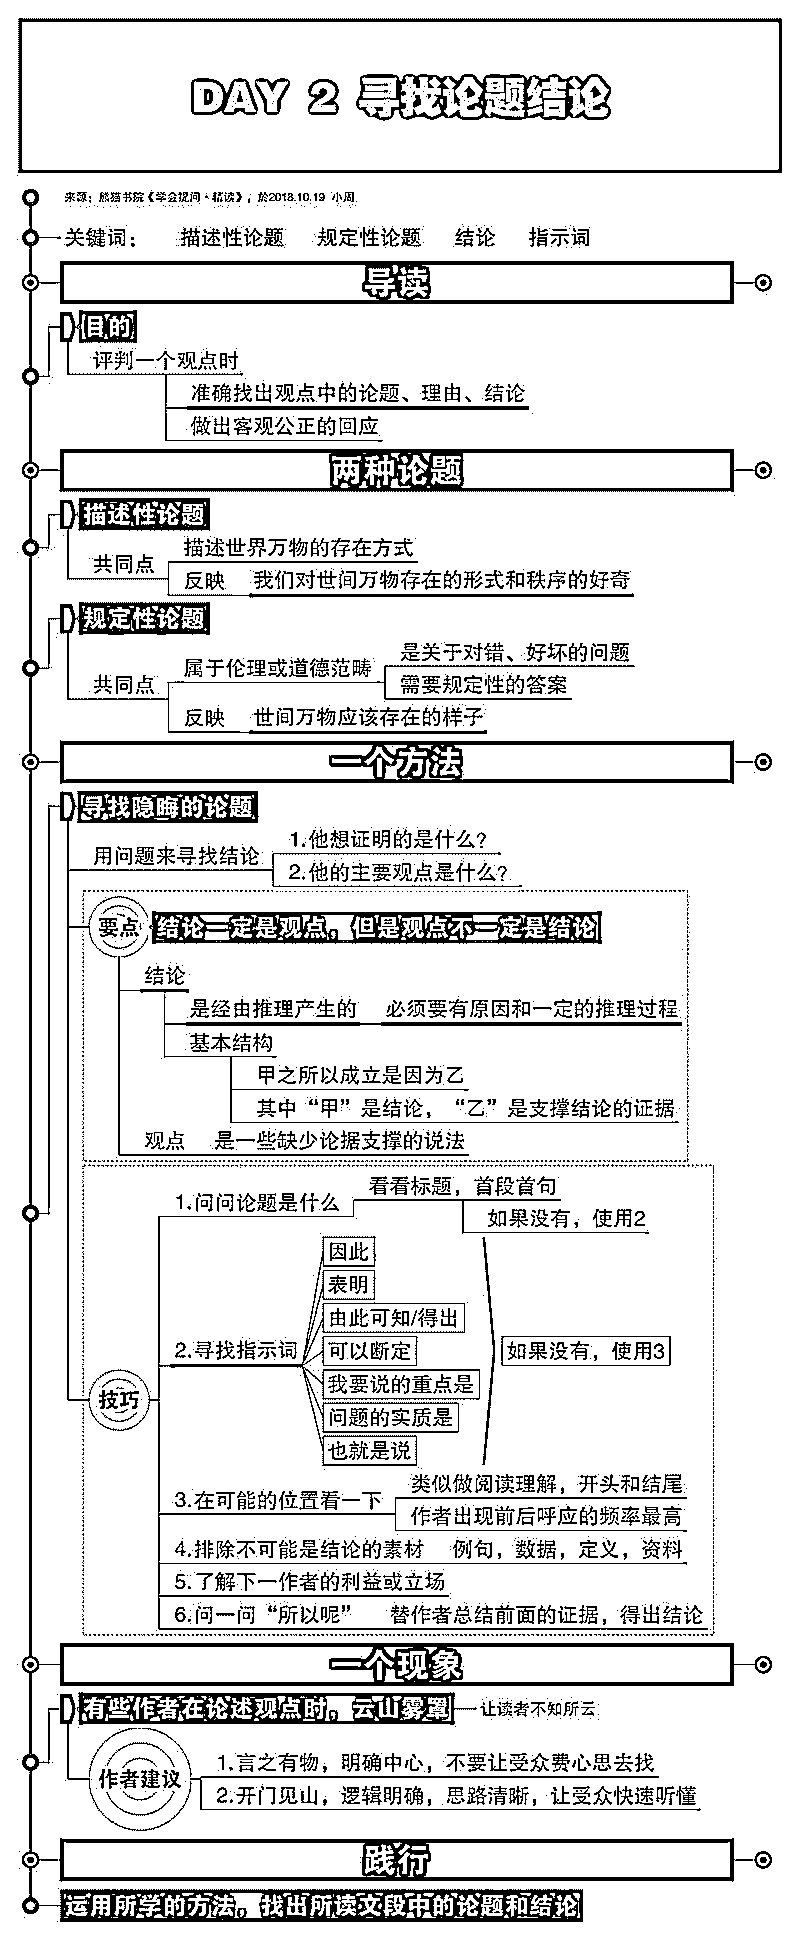 DAY 2 寻找论题结论
来源：熊猫书院《学会提问·精读》，於2018.10.19 小周
关键词： 描述性论题 规定性论题 结论 指示词
导读
目的
评判一个观点时
准确找出观点中的论题、理由、结论
做出客观公正的回应
两种论题
描述性论题
共同点
描述世界万物的存在方式
反映 我们对世间万物存在的形式和秩序的好奇
规定性论题
共同点
属于伦理或道德范畴
是关于对错、好坏的问题
需要规定性的答案
反映 世间万物应该存在的样子
一个方法
寻找隐晦的论题
用问题来寻找结论
1.他想证明的是什么?
2.他的主要观点是什么?
要点
结论一定是观点，但是观点不一定是结论
结论
是经由推理产生的 必须要有原因和一定的推理过程
基本结构
甲之所以成立是因为乙
其中“甲”是结论，“乙”是支撑结论的证据
观点 是一些缺少论据支撑的说法
技巧
1.问问论题是什么
看看标题，首段首句
如果没有，使用2
2.寻找指示词
因此
表明
由此可知/得出
可以断定
我要说的重点是
问题的实质是
也就是说
如果没有，使用3
3.在可能的位置看一下
类似做阅读理解，开头和结尾
作者出现前后呼应的频率最高
4.排除不可能是结论的素材 例句，数据，定义，资料
5.了解下一作者的利益或立场
6.问一问“所以呢” 替作者总结前面的证据，得出结论
一个现象
有些作者在论述观点时，云山雾罩
让读者不知所云
作者建议
1.言之有物，明确中心，不要让受众费心思去找
2.开门见山，逻辑明确，思路清晰，让受众快速听懂
践行
运用所学的方法，找出所读文段中的论题和结论